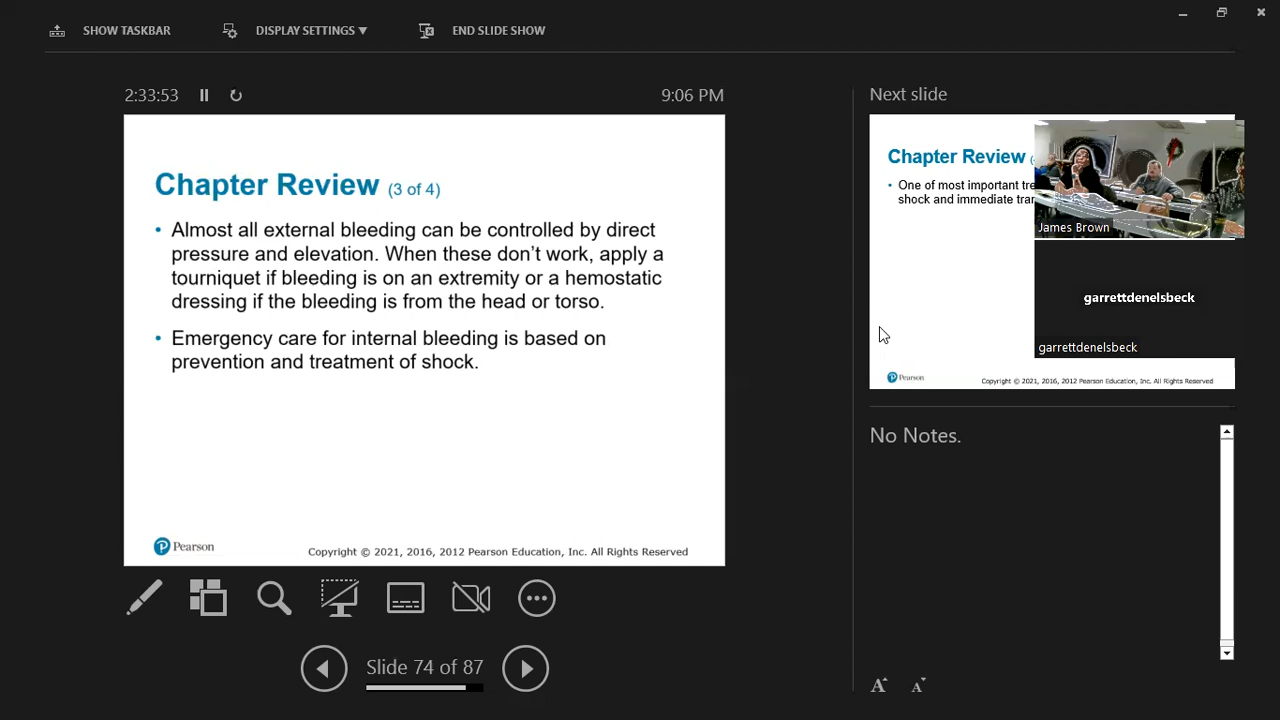 SHOW TASKBAR
DISPLAY SETTINGS ▼
END SLIDE SHOW
2:33:53
9:06 PM
Chapter Review (3 of 4)
• Almost all external bleeding can be controlled by direct
pressure and elevation. When these don’t work, apply a
tourniquet if bleeding is on an extremity or a hemostatic
dressing if the bleeding is from the head or torso.
• Emergency care for internal bleeding is based on
prevention and treatment of shock.
Pearson
Copyright © 2021, 2016, 2012 Pearson Education, Inc. All Rights Reserved
Slide 74 of 87
Next slide
Chapter Review
• One of most important
shock and immediate
James Brown
garrettdenelsbeck
garrettdenelsbeck
Pearson
Copyright © 2021, 2016, 2012 Pearson Education, Inc. All Rights Reserved
No Notes.
A A